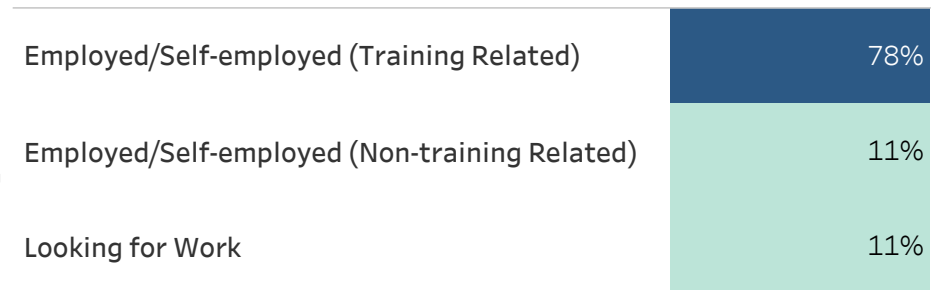 Employed/Self-employed (Training Related) 78%
Employed/Self-employed (Non-training Related) 11%
Looking for Work 11%